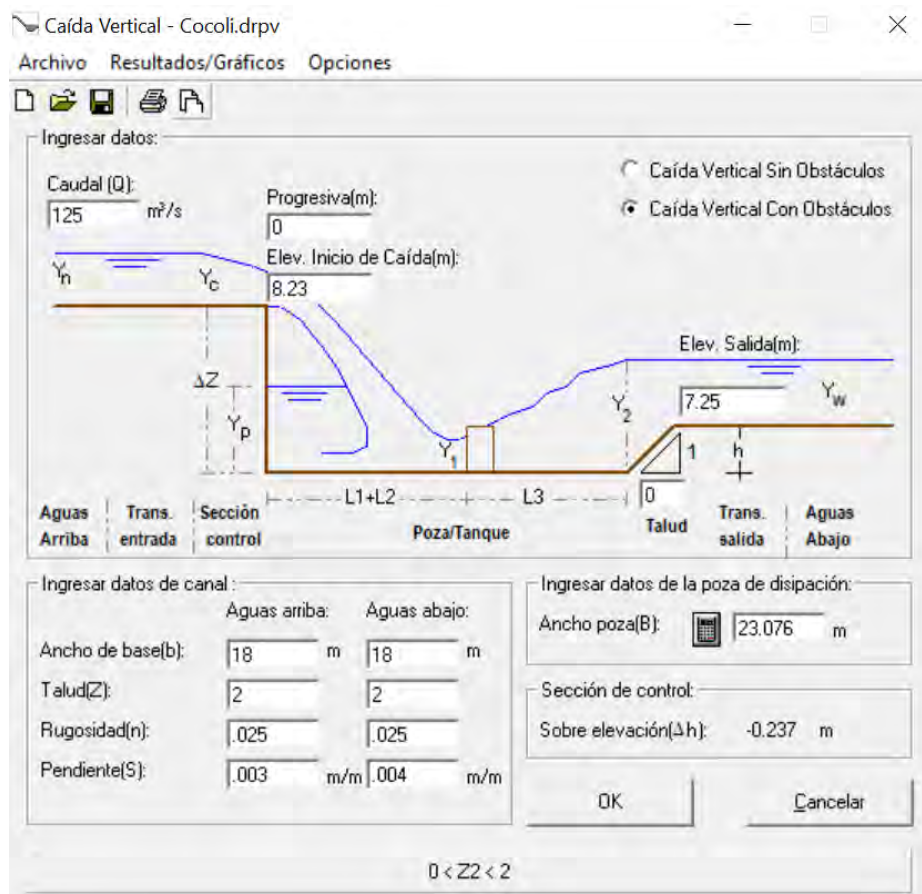 Caída Vertical - Cocoli.drpv
Archivo Resultados/Gráficos Opciones
Ingresar datos:
Caudal (Q):
125 m³/s
Progresiva(m):
0
Elev. Inicio de Caída(m):
8.23
Caída Vertical Sin Obstáculos
Caída Vertical Con Obstáculos
Yn
Yc
ΔZ
Yp
Y1
Y2
Elev. Salida(m):
7.25
Yw
1
h
0
L1+L2
L3
Talud
Aguas Arriba
Trans. entrada
Sección control
Poza/Tanque
Trans. salida
Aguas Abajo
Ingresar datos de canal :
Aguas arriba: Aguas abajo:
Ancho de base(b): 18 m 18 m
Talud(Z): 2 2
Rugosidad(n): .025 .025
Pendiente(S): .003 m/m .004 m/m
Ingresar datos de la poza de disipación:
Ancho poza(B): 23.076 m
Sección de control:
Sobre elevación(Δh): -0.237 m
OK Cancelar
0 < Z2 < 2